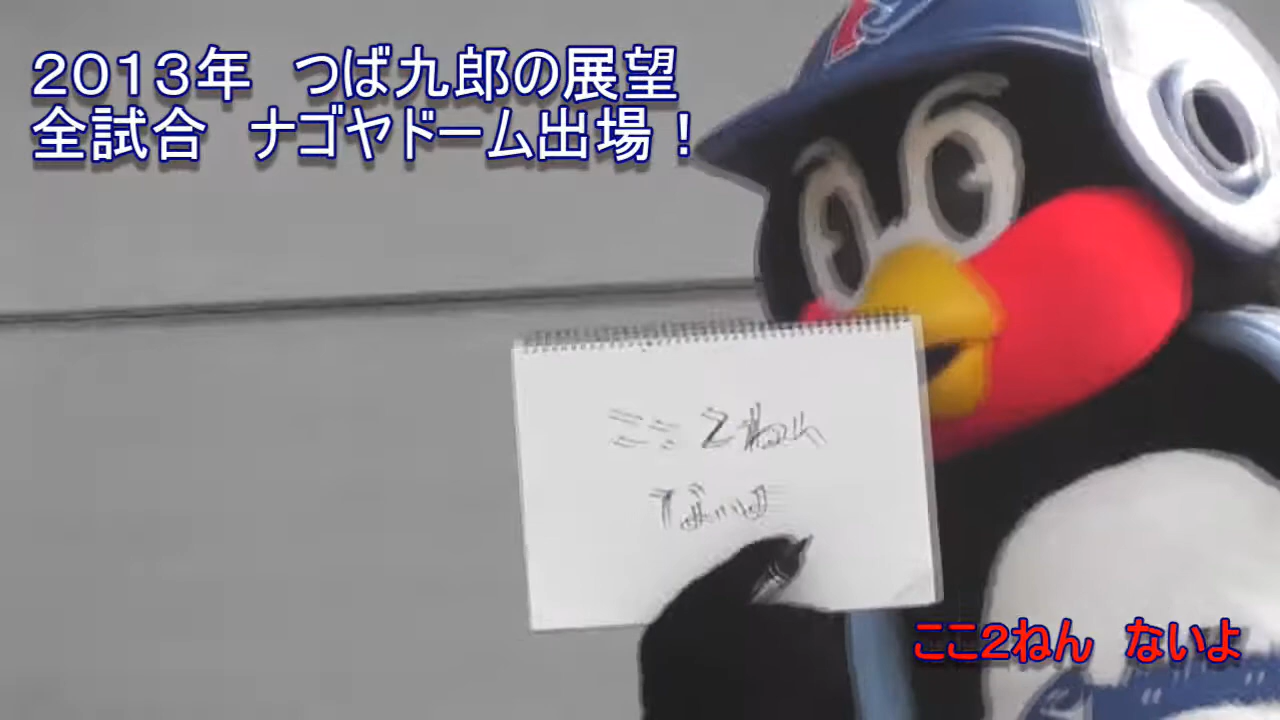 ２０１３年　つば九郎の展望
全試合　ナゴヤドーム出場！
ここ2ねん
ないよ
ここ2ねん　ないよ